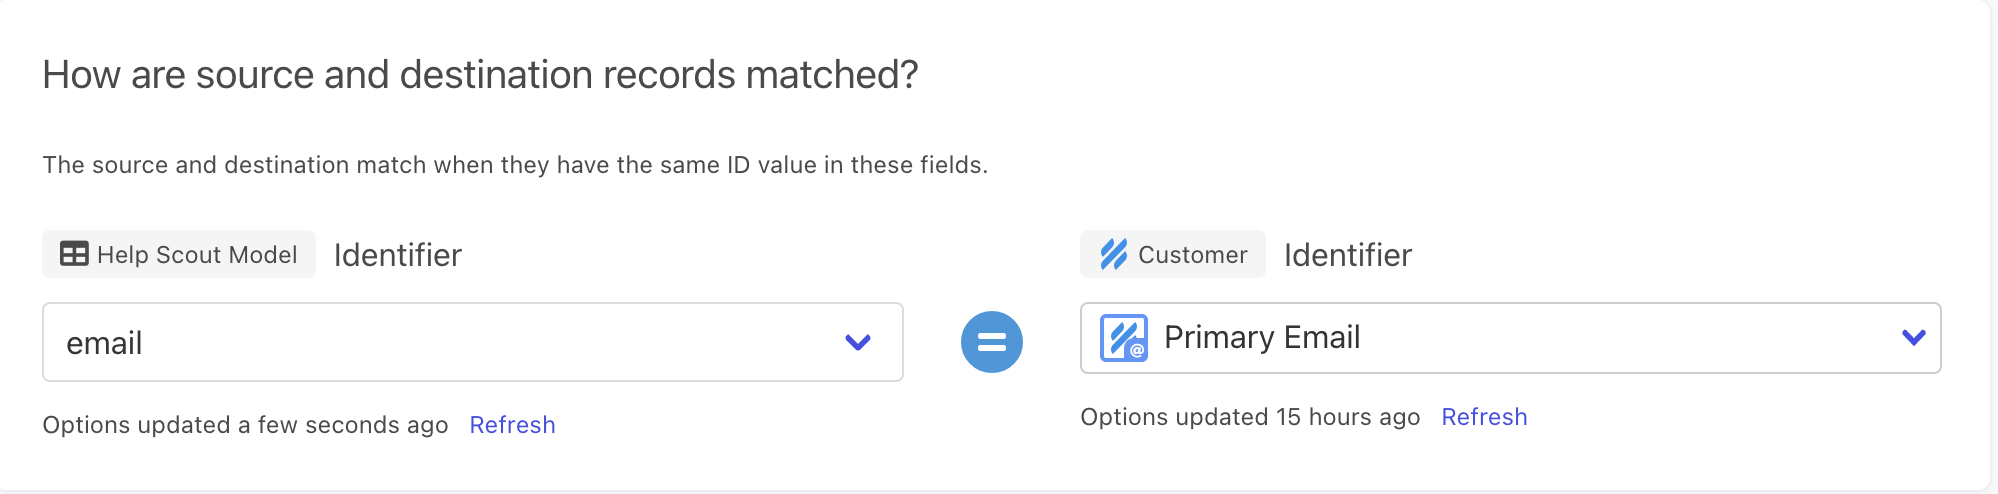 How are source and destination records matched?
The source and destination match when they have the same ID value in these fields.
Help Scout Model Identifier
email
Options updated a few seconds ago Refresh
=
Customer Identifier
@ Primary Email
Options updated 15 hours ago Refresh